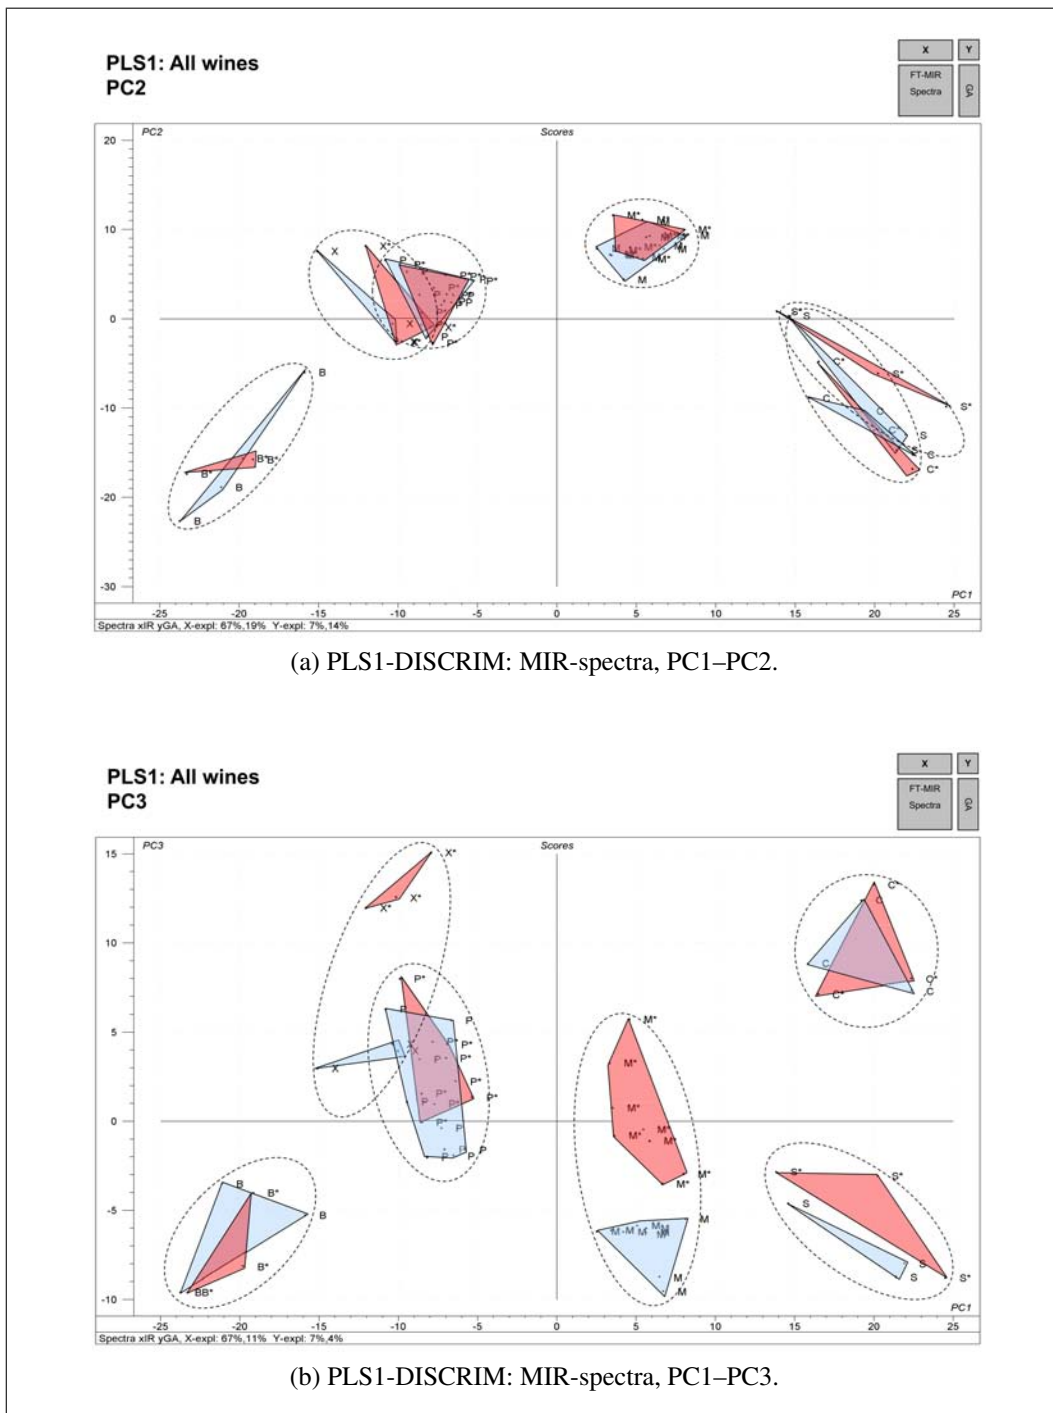 PLS1: All wines
PC2
X Y
FT-MIR
Spectra
GA
PC2 Scores
20
10
0
-10
-20
-30
X X* P P* P P* P P*
M* M M* M
B B* B* B* B B
S* S C* S* S* C C S C C*
PC1
-25 -20 -15 -10 -5 0 5 10 15 20 25
Spectra xIR yGA, X-expl: 67%,19% Y-expl: 7%,14%
(a) PLS1-DISCRIM: MIR-spectra, PC1–PC2.
PLS1: All wines
PC3
X Y
FT-MIR
Spectra
GA
PC3 Scores
15
10
5
0
-5
-10
X* X* X* X X X
C* C C C* C* C
P* P P P* P* P P* P* P* P P* P P P P
M* M* M* M* M* M* M* M* M M M M M
B B* B B* B B*
S* S* S S S S*
PC1
-25 -20 -15 -10 -5 0 5 10 15 20 25
Spectra xIR yGA, X-expl: 67%,11% Y-expl: 7%,4%
(b) PLS1-DISCRIM: MIR-spectra, PC1–PC3.